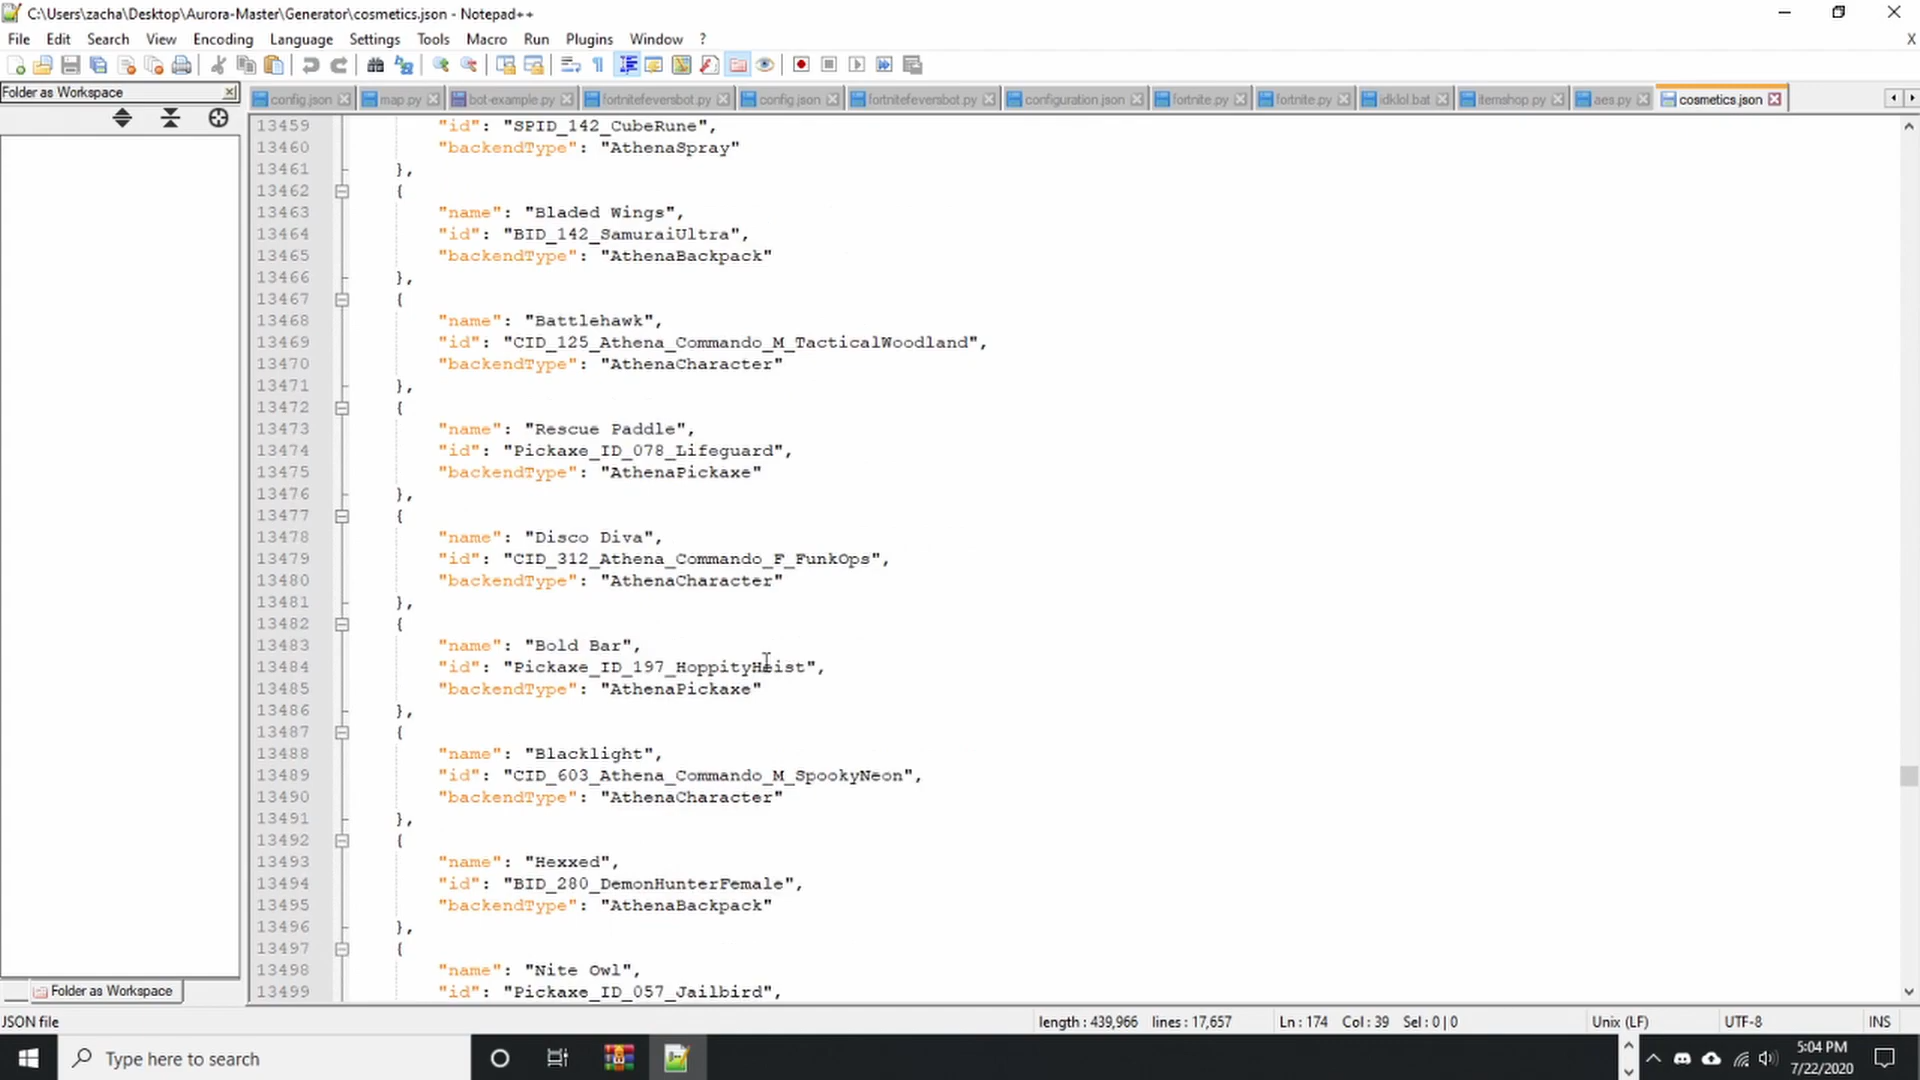 C:\Users\zacha\Desktop\Aurora-Master\Generator\cosmetics.json - Notepad++
File Edit Search View Encoding Language Settings Tools Macro Run Plugins Window ?
X
Folder as Workspace
config.json map.py bot-example.py fortnitefeversbot.py config.json fortnitefeversbot.py configuration.json fortnite.py fortnite.py idklol.bat itemshop.py aes.py cosmetics.json
13459 "id": "SPID_142_CubeRune",
13460 "backendType": "AthenaSpray"
13461 },
13462 {
13463 "name": "Bladed Wings",
13464 "id": "BID_142_SamuraiUltra",
13465 "backendType": "AthenaBackpack"
13466 },
13467 {
13468 "name": "Battlehawk",
13469 "id": "CID_125_Athena_Commando_M_TacticalWoodland",
13470 "backendType": "AthenaCharacter"
13471 },
13472 {
13473 "name": "Rescue Paddle",
13474 "id": "Pickaxe_ID_078_Lifeguard",
13475 "backendType": "AthenaPickaxe"
13476 },
13477 {
13478 "name": "Disco Diva",
13479 "id": "CID_312_Athena_Commando_F_FunkOps",
13480 "backendType": "AthenaCharacter"
13481 },
13482 {
13483 "name": "Bold Bar",
13484 "id": "Pickaxe_ID_197_HoppityHeist",
13485 "backendType": "AthenaPickaxe"
13486 },
13487 {
13488 "name": "Blacklight",
13489 "id": "CID_603_Athena_Commando_M_SpookyNeon",
13490 "backendType": "AthenaCharacter"
13491 },
13492 {
13493 "name": "Hexxed",
13494 "id": "BID_280_DemonHunterFemale",
13495 "backendType": "AthenaBackpack"
13496 },
13497 {
13498 "name": "Nite Owl",
13499 "id": "Pickaxe_ID_057_Jailbird",
Folder as Workspace
JSON file length : 439,966 lines : 17,657 Ln : 174 Col : 39 Sel : 0 | 0 Unix (LF) UTF-8 INS
Type here to search
5:04 PM
7/22/2020